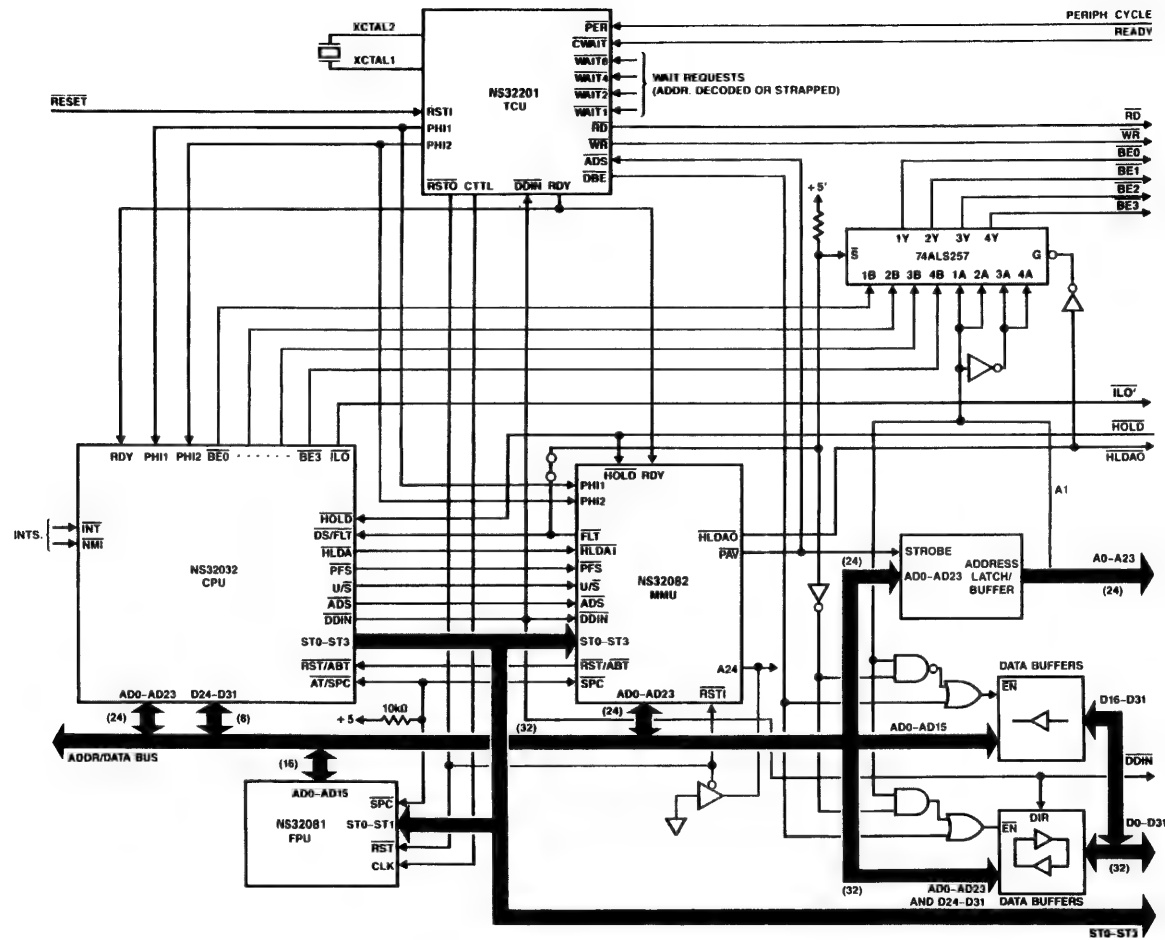 XCTAL2
XCTAL1
RESET
NS32201
TCU
RSTI
PHI1
PHI2
RSTO CTTL DDIN RDY
PER
CWAIT
WAIT8
WAIT4
WAIT2
WAIT1
RD
WR
ADS
DBE
WAIT REQUESTS
(ADDR. DECODED OR STRAPPED)
PERIPH CYCLE
READY
RD
WR
BE0
BE1
BE2
BE3
+5'
1Y 2Y 3Y 4Y
S 74ALS257 G
1B 2B 3B 4B 1A 2A 3A 4A
ILO'
HOLD
HLDAO
A1
RDY PHI1 PHI2 BE0 · · · · · · BE3 ILO
INTS.
INT
NMI
NS32032
CPU
HOLD
DS/FLT
HLDA
PFS
U/S
ADS
DDIN
ST0-ST3
RST/ABT
AT/SPC
AD0-AD23 D24-D31
(24) (8)
HOLD RDY
PHI1
PHI2
FLT
HLDAI
PFS
U/S
ADS
DDIN
ST0-ST3
RST/ABT
SPC
NS32082
MMU
HLDAO
PAV
A24
AD0-AD23
(24)
RSTI
+5 10kΩ
(32)
ADDR/DATA BUS
(16)
AD0-AD15
NS32081
FPU
SPC
ST0-ST1
RST
CLK
(24)
STROBE
AD0-AD23
ADDRESS
LATCH/
BUFFER
A0-A23
(24)
DATA BUFFERS
EN
AD0-AD15
D16-D31
DDIN
DIR
EN
D0-D31
(32)
(32)
AD0-AD23
AND D24-D31
DATA BUFFERS
ST0-ST3